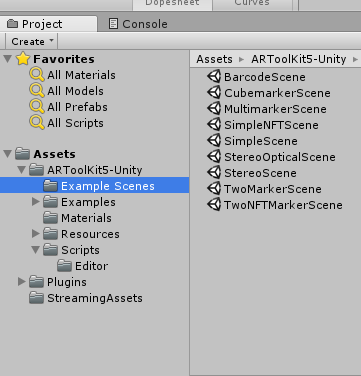 Dopesheet Curves
Project Console
Create
Favorites
All Materials
All Models
All Prefabs
All Scripts
Assets
ARToolKit5-Unity
Example Scenes
Examples
Materials
Resources
Scripts
Editor
Plugins
StreamingAssets
Assets ARToolKit5-Unity
BarcodeScene
CubemarkerScene
MultimarkerScene
SimpleNFTScene
SimpleScene
StereoOpticalScene
StereoScene
TwoMarkerScene
TwoNFTMarkerScene